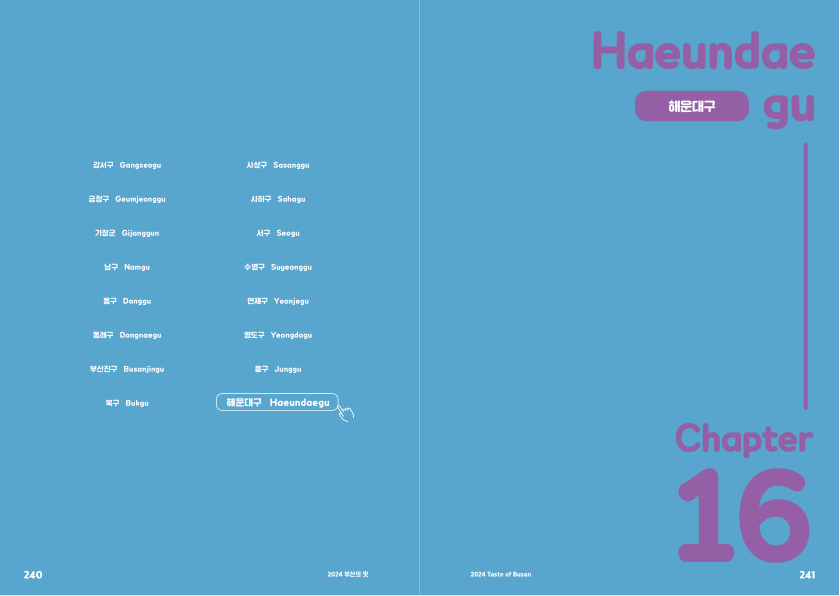 강서구 Gangseogu
금정구 Geumjeonggu
기장군 Gijanggun
남구 Namgu
동구 Donggu
동래구 Dongnaegu
부산진구 Busanjingu
북구 Bukgu
사상구 Sasanggu
사하구 Sahagu
서구 Seogu
수영구 Suyeonggu
연제구 Yeonjegu
영도구 Yeongdogu
중구 Junggu
해운대구 Haeundaegu
240
2024 부산의 맛
Haeundae
해운대구 gu
Chapter
16
2024 Taste of Busan
241